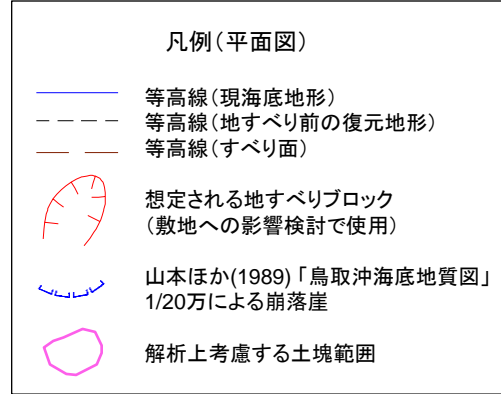 凡例(平面図)
等高線(現海底地形)
等高線(地すべり前の復元地形)
等高線(すべり面)
想定される地すべりブロック
(敷地への影響検討で使用)
山本ほか(1989)「鳥取沖海底地質図」
1/20万による崩落崖
解析上考慮する土塊範囲